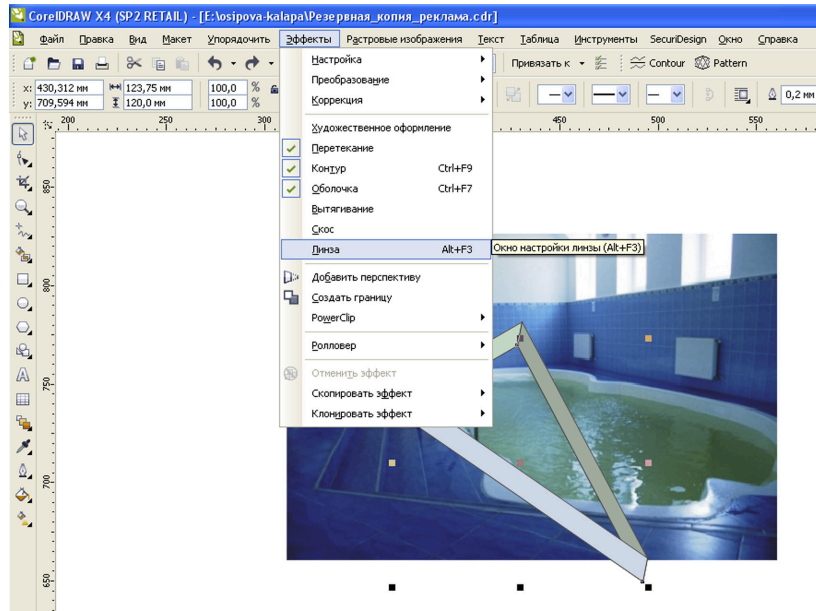 CorelDRAW X4 (SP2 RETAIL) - [E:\osipova-kalapa\Резервная_копия_реклама.cdr]
Файл Правка Вид Макет Упорядочить Эффекты Растровые изображения Текст Таблица Инструменты SecuriDesign Окно Справка
Привязать к Contour Pattern
x: 430,312 мм 123,75 мм 100,0 %
y: 709,594 мм 120,0 мм 100,0 % 0,2 мм
200 250 300 450 500 550
850
800
750
700
650
Настройка
Преобразование
Коррекция
Художественное оформление
Перетекание
Контур Ctrl+F9
Оболочка Ctrl+F7
Вытягивание
Скос
Линза Alt+F3
Окно настройки линзы (Alt+F3)
Добавить перспективу
Создать границу
PowerClip
Ролловер
Отменить эффект
Скопировать эффект
Клонировать эффект